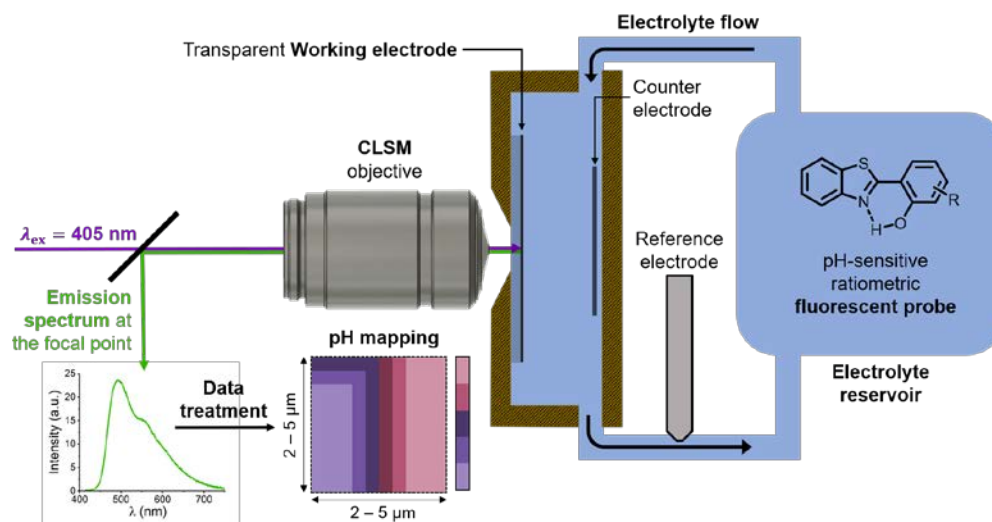 Electrolyte flow
Transparent Working electrode
Counter
electrode
CLSM
objective
λex = 405 nm
Emission
spectrum at
the focal point
Reference
electrode
S
N
H
O
R
pH-sensitive
ratiometric
fluorescent probe
Electrolyte
reservoir
pH mapping
Data
treatment
2 – 5 µm
2 – 5 µm
Intensity (a.u.)
25
20
15
10
5
0
400 500 600 700
λ (nm)